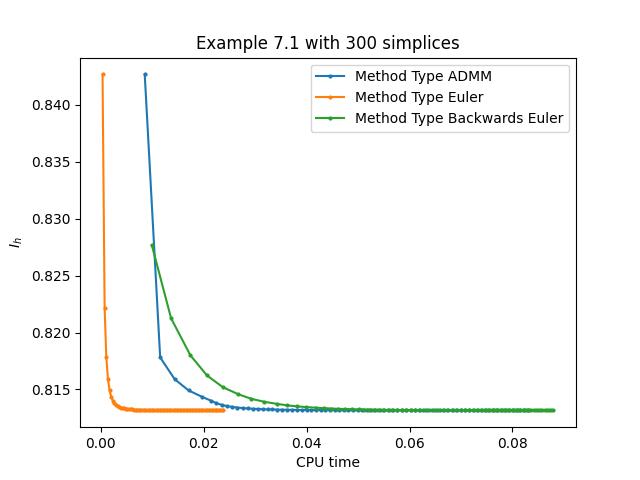 Example 7.1 with 300 simplices
Method Type ADMM
Method Type Euler
Method Type Backwards Euler
0.840
0.835
0.830
0.825
0.820
0.815
I_h
0.00 0.02 0.04 0.06 0.08
CPU time